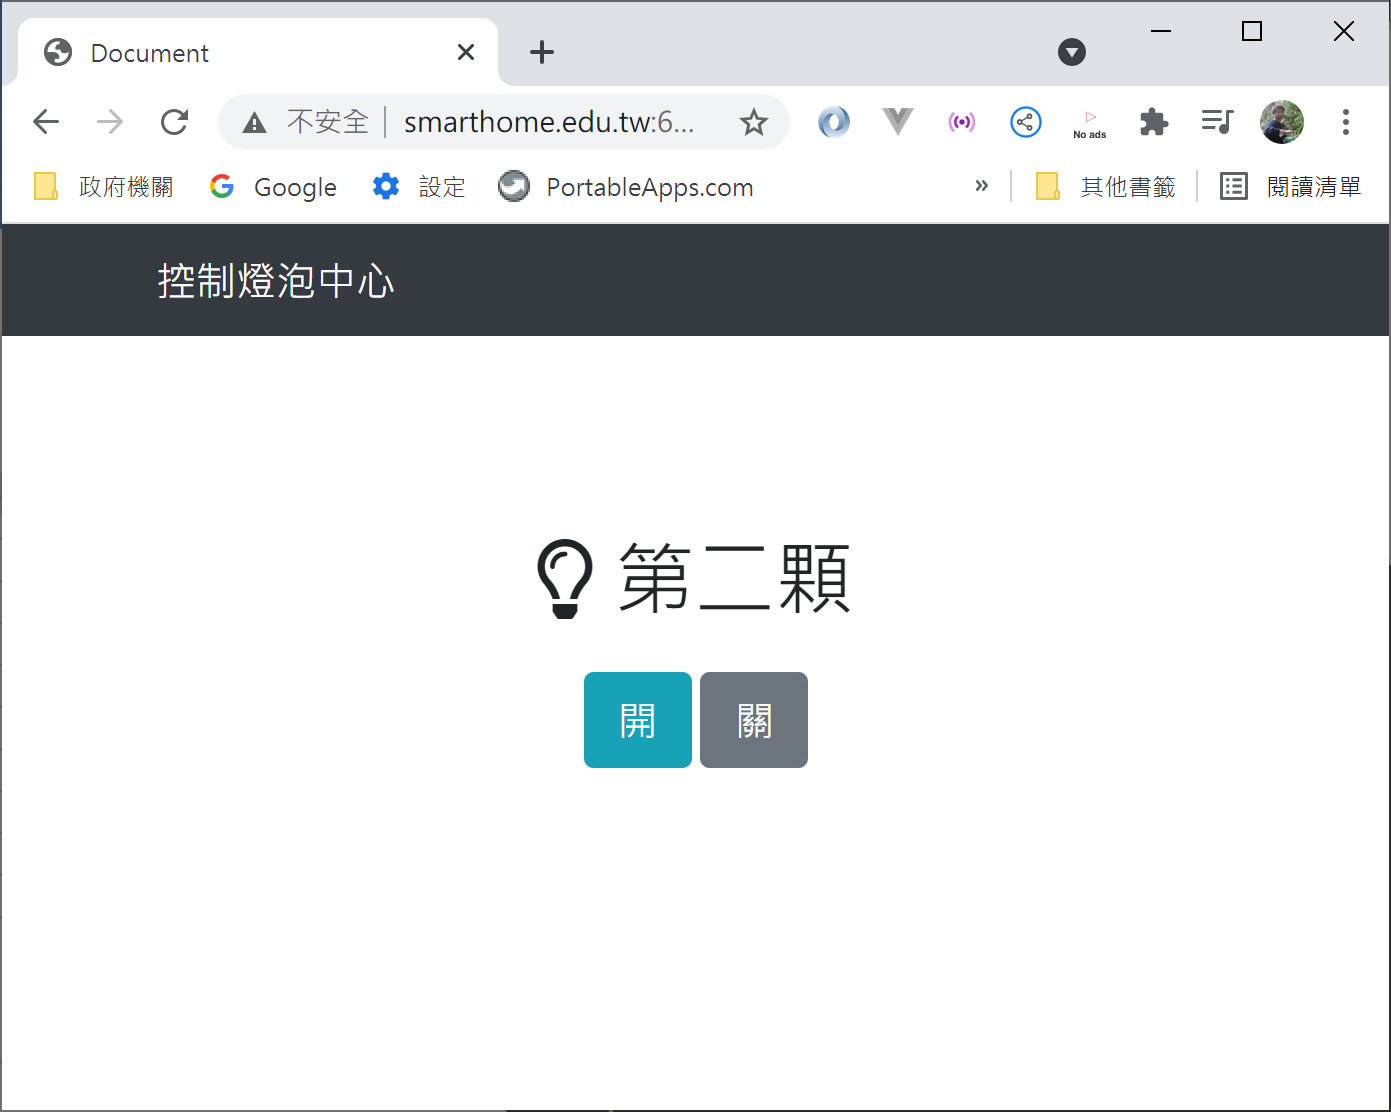 Document
不安全 | smarthome.edu.tw:6...
No ads
政府機關 Google 設定 PortableApps.com » 其他書籤 閱讀清單
控制燈泡中心
第二顆
開 關